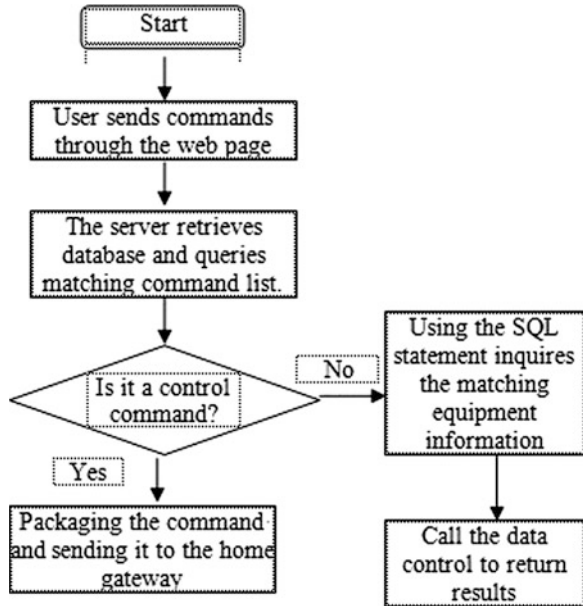 Start
User sends commands
through the web page
The server retrieves
database and queries
matching command list.
Is it a control
command?
No
Yes
Using the SQL
statement inquires
the matching
equipment
information
Packaging the command
and sending it to the home
gateway
Call the data
control to return
results